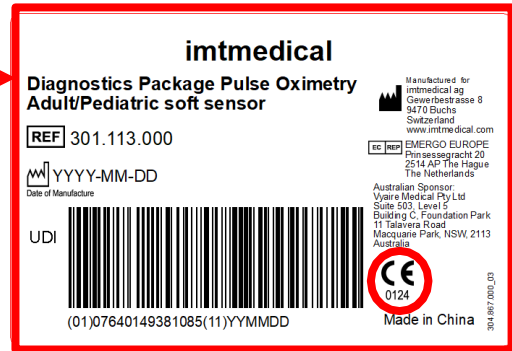 imtmedical
Diagnostics Package Pulse Oximetry
Adult/Pediatric soft sensor
REF 301.113.000
YYYY-MM-DD
Date of Manufacture
UDI
(01)07640149381085(11)YYMMDD
Manufactured for
imtmedical ag
Gewerbestrasse 8
9470 Buchs
Switzerland
www.imtmedical.com
EC REP EMERGO EUROPE
Prinsessegracht 20
2514 AP The Hague
The Netherlands
Australian Sponsor:
Vyaire Medical Pty Ltd
Suite 503, Level 5
Building C, Foundation Park
11 Talavera Road
Macquarie Park, NSW, 2113
Australia
CE
0124
Made in China
304.867.000_03